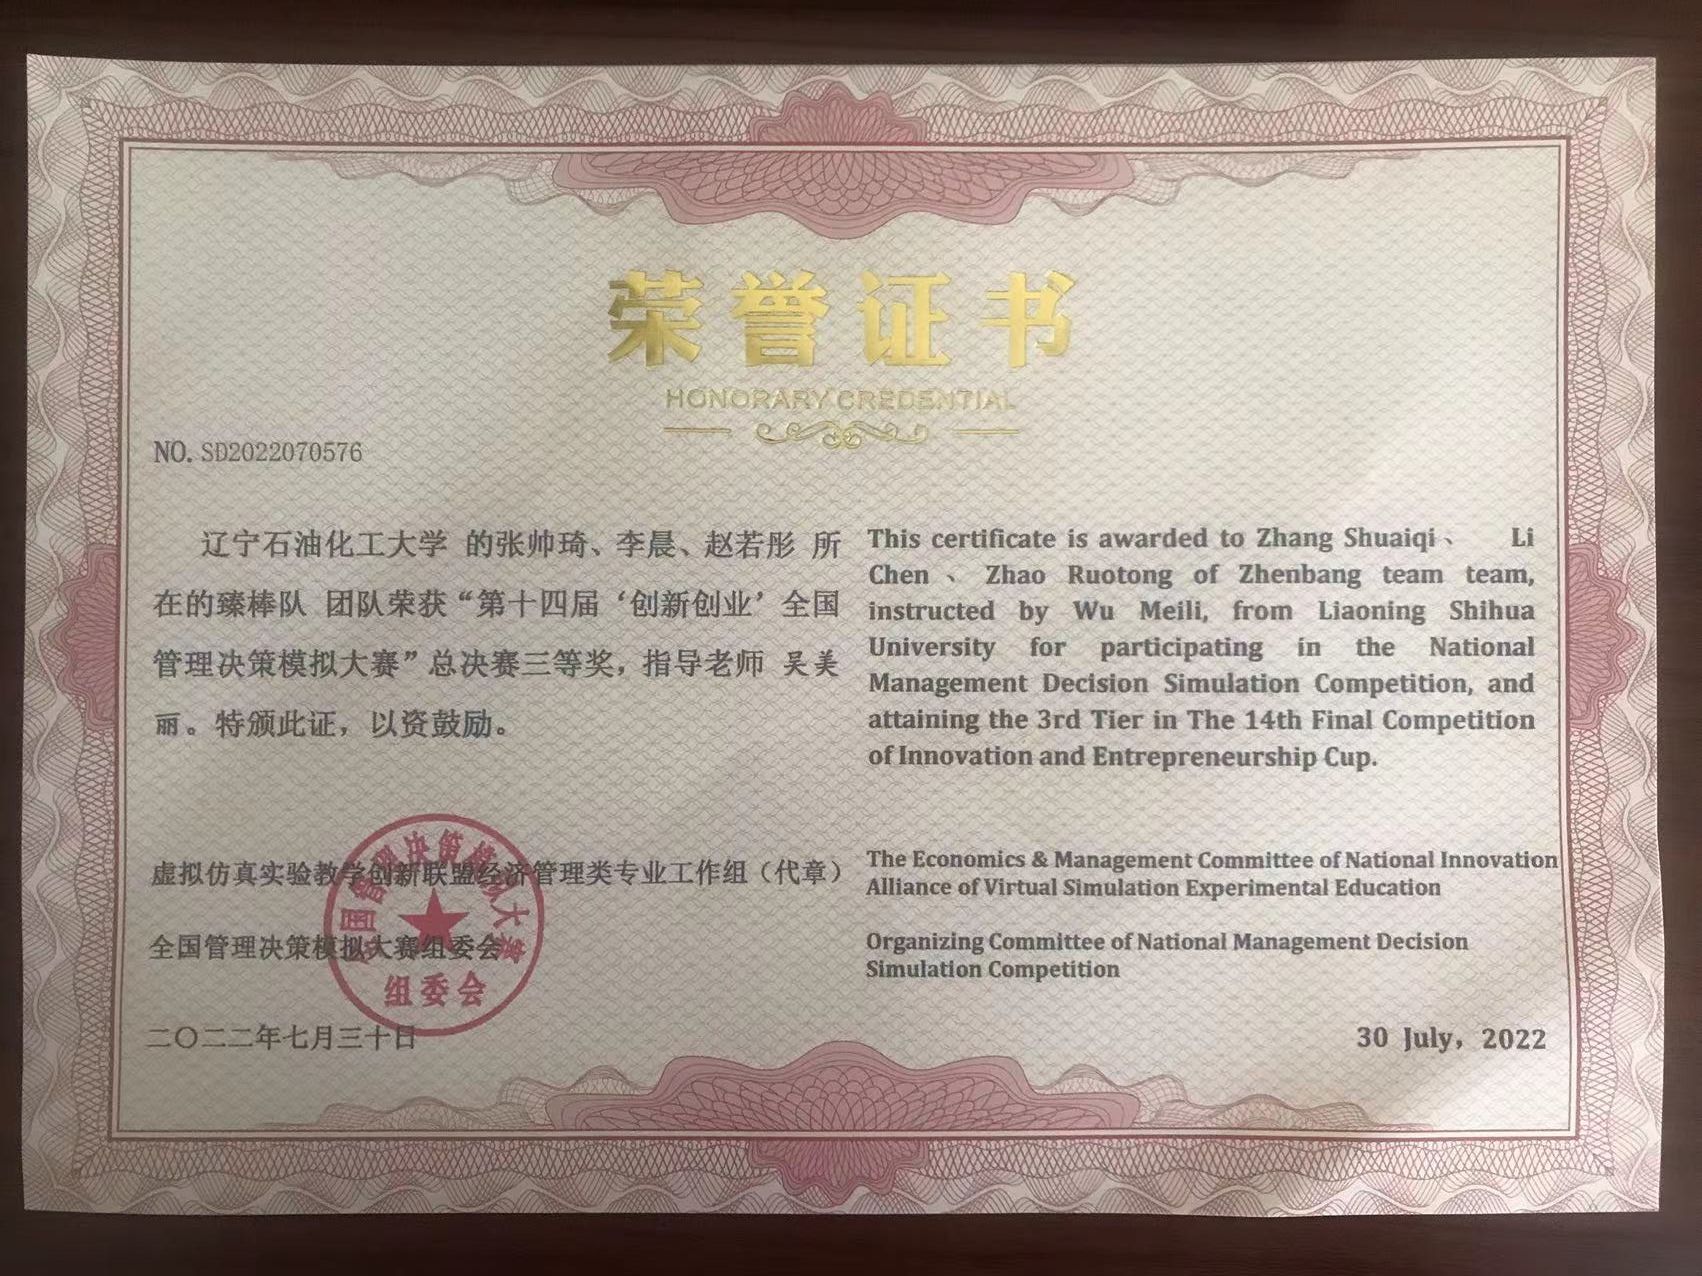 荣誉证书
HONORARY CREDENTIAL
NO. SD2022070576
辽宁石油化工大学 的张帅琦、李晨、赵若彤 所
在的臻棒队 团队荣获“第十四届‘创新创业’全国
管理决策模拟大赛”总决赛三等奖，指导老师 吴美
丽。特颁此证，以资鼓励。
This certificate is awarded to Zhang Shuaiqi、 Li
Chen 、 Zhao Ruotong of Zhenbang team team,
instructed by Wu Meili, from Liaoning Shihua
University for participating in the National
Management Decision Simulation Competition, and
attaining the 3rd Tier in The 14th Final Competition
of Innovation and Entrepreneurship Cup.
虚拟仿真实验教学创新联盟经济管理类专业工作组（代章）
全国管理决策模拟大赛组委会
二〇二二年七月三十日
全国管理决策模拟大赛
组委会
The Economics & Management Committee of National Innovation
Alliance of Virtual Simulation Experimental Education
Organizing Committee of National Management Decision
Simulation Competition
30 July，2022